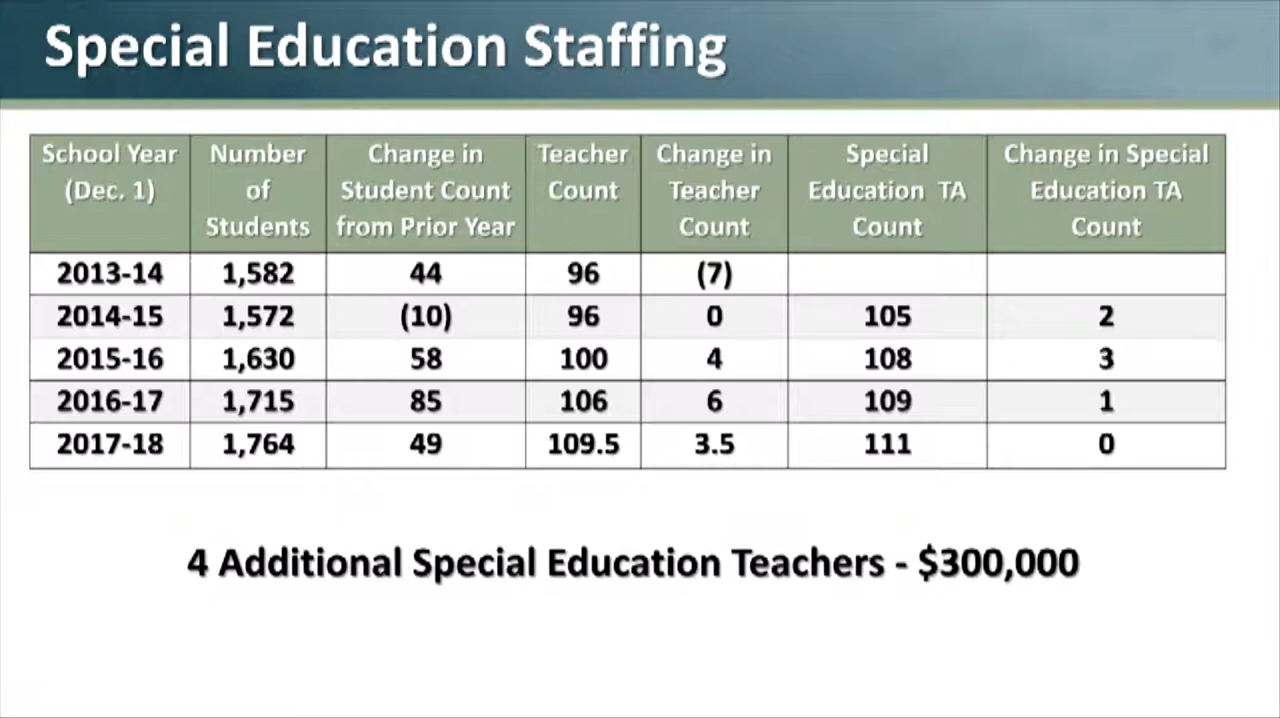 Special Education Staffing
School Year Number Change in Teacher Change in Special Change in Special
(Dec. 1) of Student Count Count Teacher Education TA Education TA
Students from Prior Year Count Count Count
2013-14 1,582 44 96 (7)
2014-15 1,572 (10) 96 0 105 2
2015-16 1,630 58 100 4 108 3
2016-17 1,715 85 106 6 109 1
2017-18 1,764 49 109.5 3.5 111 0
4 Additional Special Education Teachers - $300,000